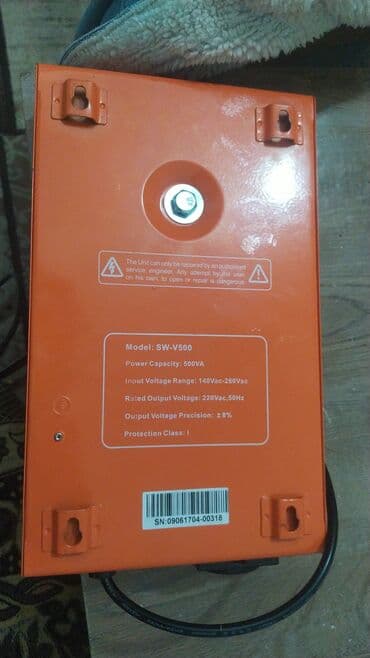 The Unit can only be repaired by an authorised
service engineer. Any attempt by the user
on his own, to open or repair is dangerous.
Model: SW-V500
Power Capacity: 500VA
Input Voltage Range: 140Vac-260Vac
Rated Output Voltage: 220Vac,50Hz
Output Voltage Precision: ±8%
Protection Class: I
SN:09061704-00318